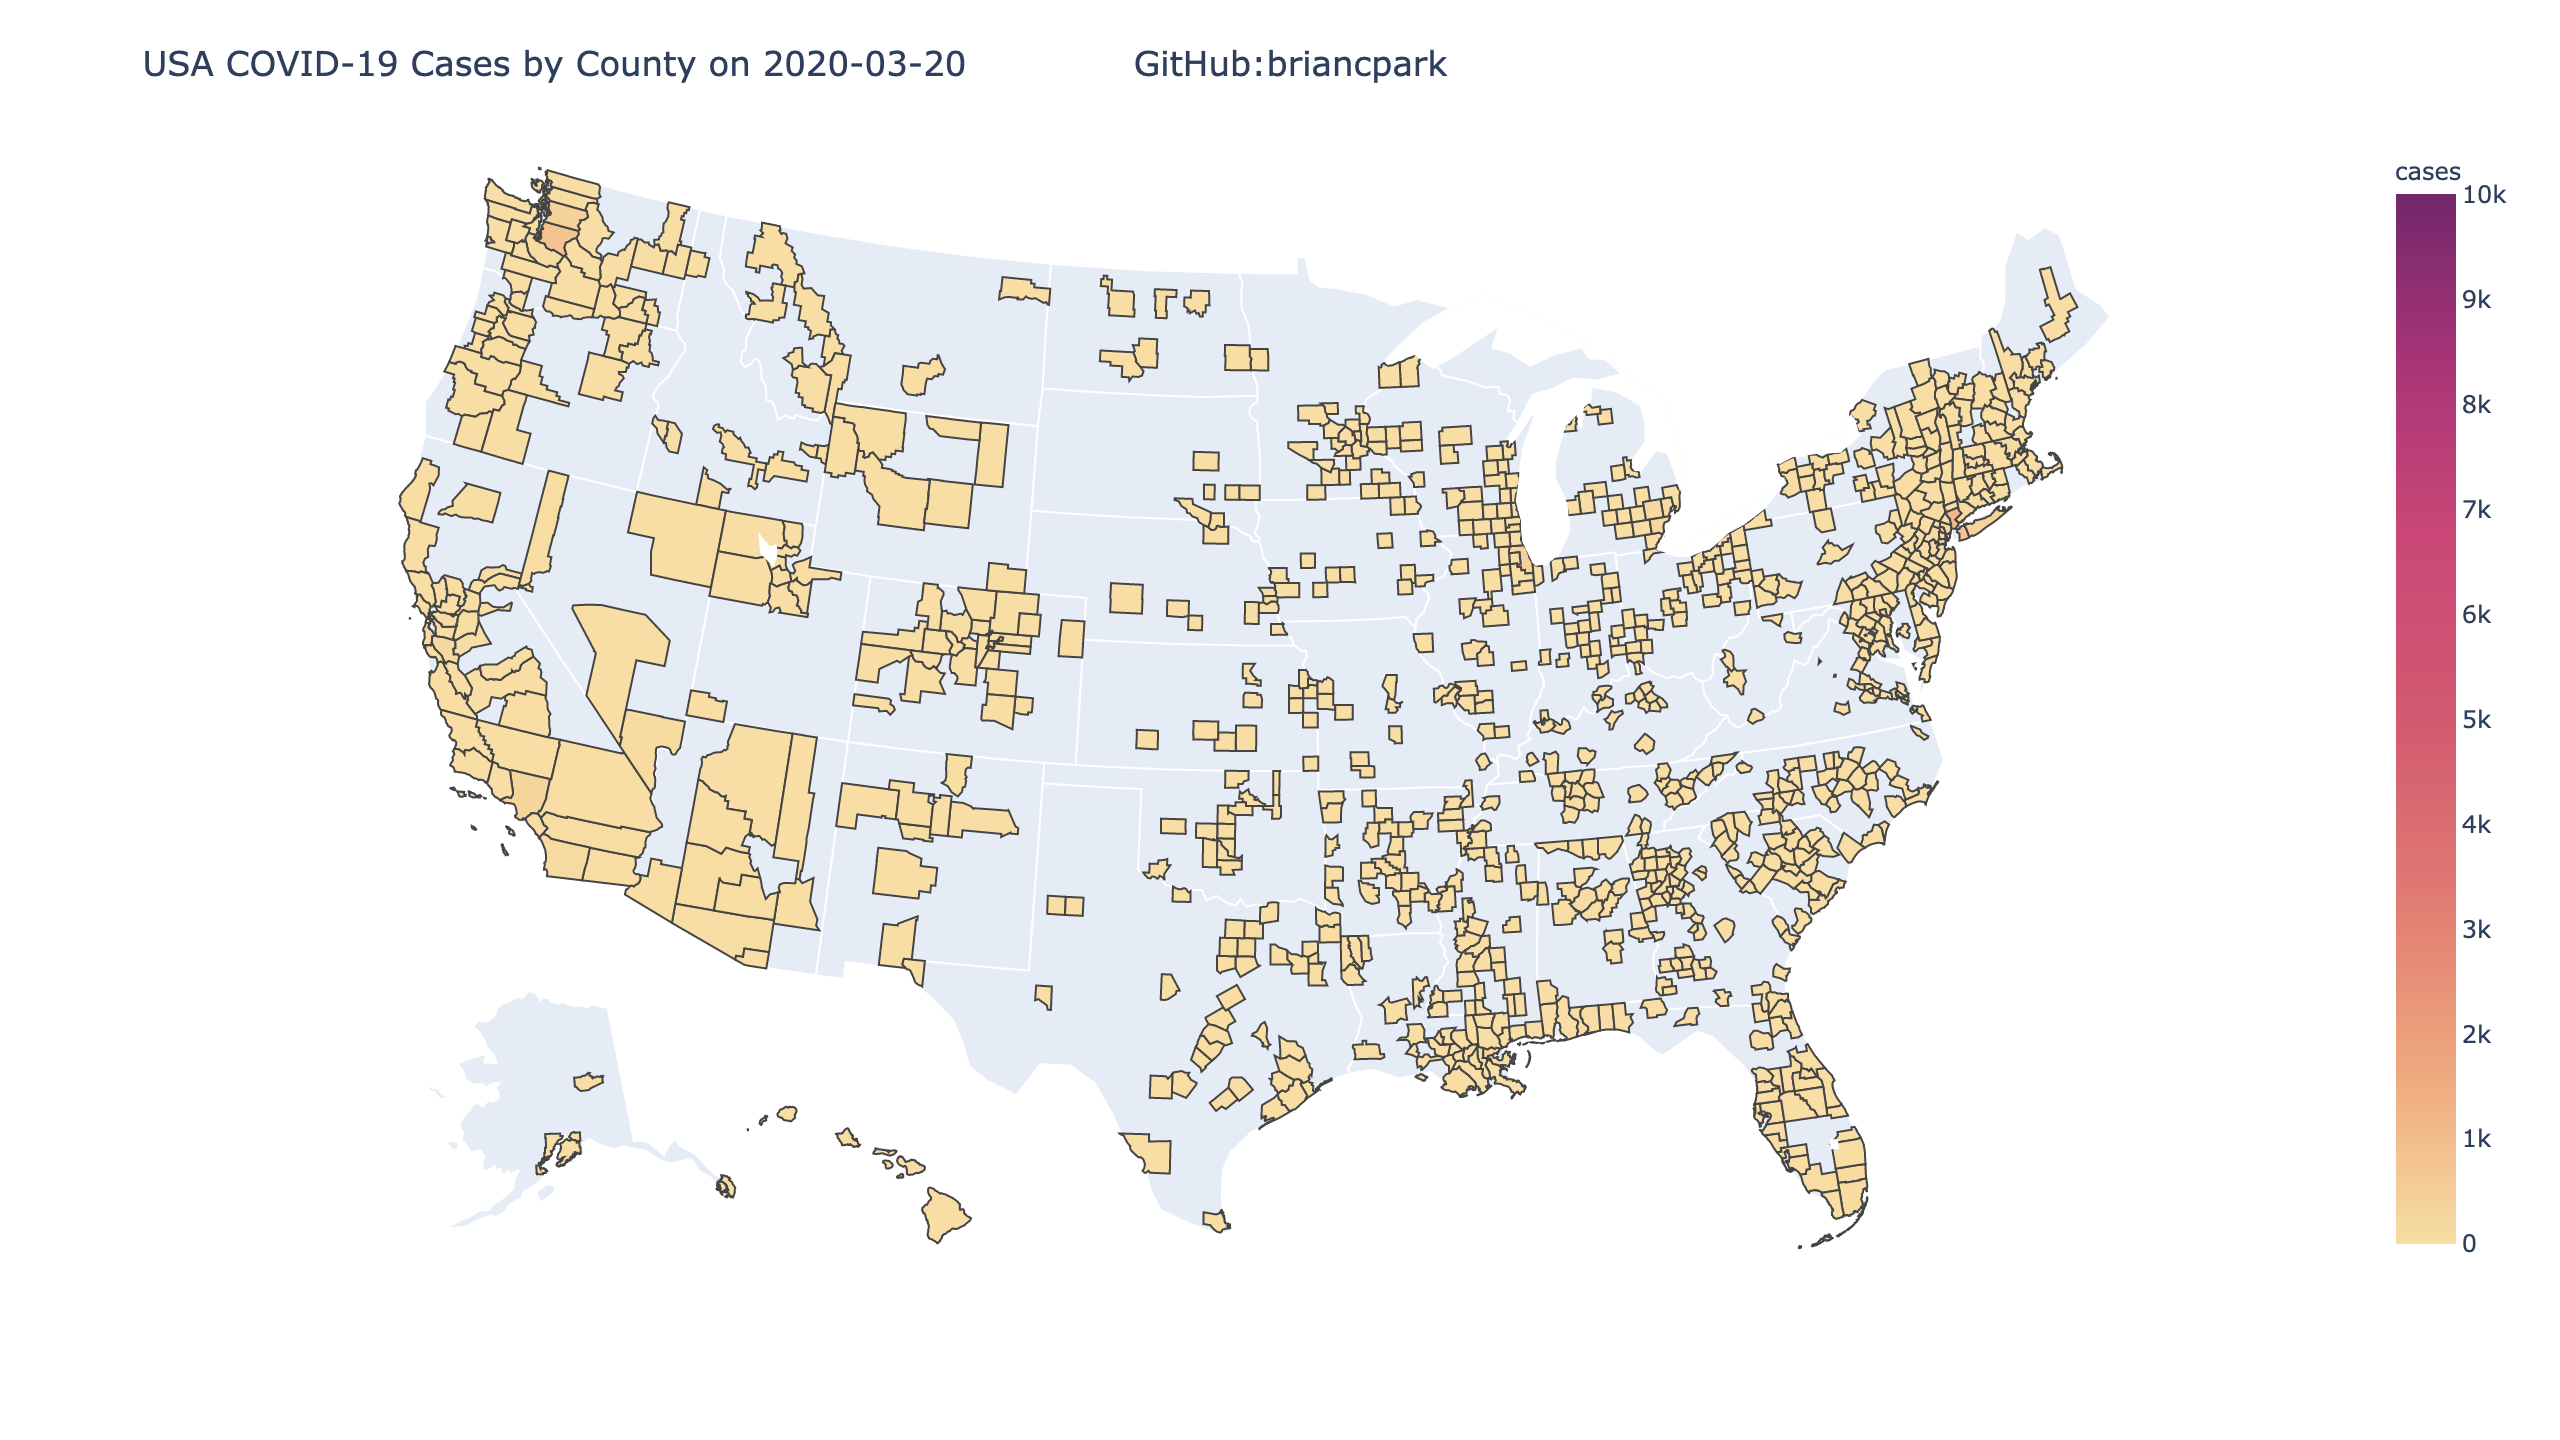 USA COVID-19 Cases by County on 2020-03-20 GitHub:briancpark
cases
10k
9k
8k
7k
6k
5k
4k
3k
2k
1k
0